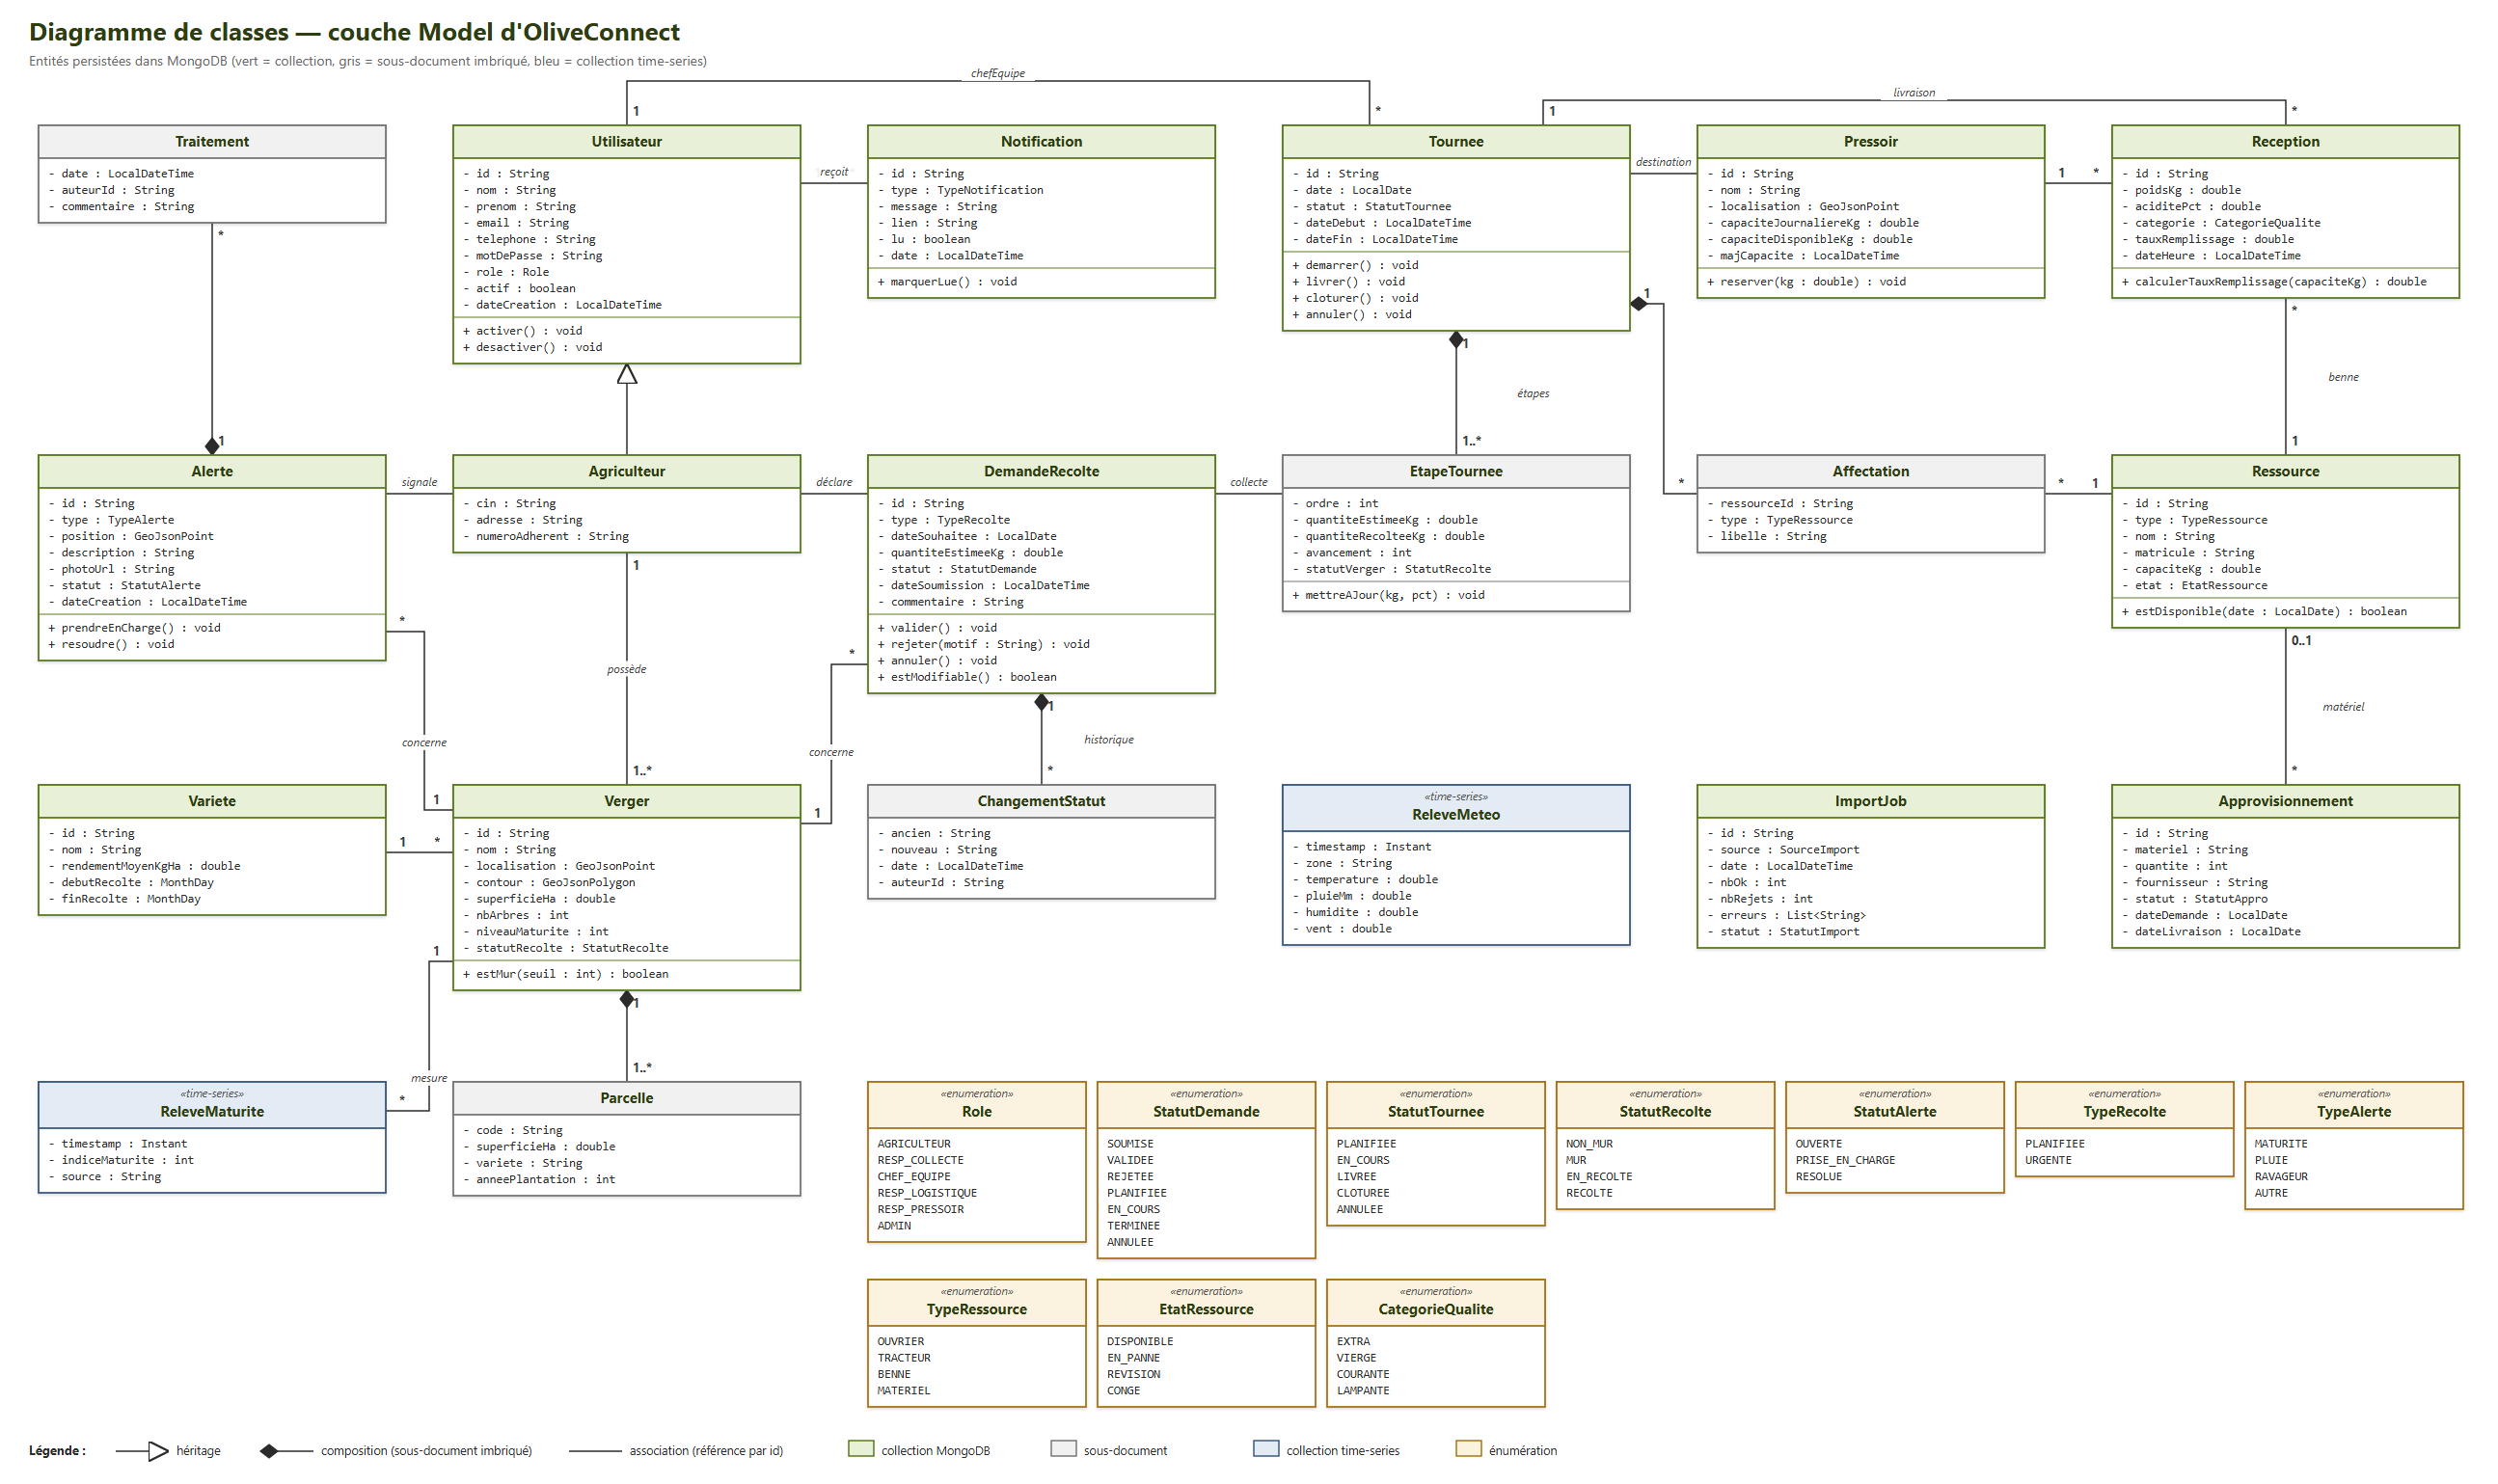 Diagramme de classes — couche Model d'OliveConnect
Entités persistées dans MongoDB (vert = collection, gris = sous-document imbriqué, bleu = collection time-series)
chefEquipe
1
*
livraison
1
*
Traitement
- date : LocalDateTime
- auteurId : String
- commentaire : String
*
Utilisateur
- id : String
- nom : String
- prenom : String
- email : String
- telephone : String
- motDePasse : String
- role : Role
- actif : boolean
- dateCreation : LocalDateTime
+ activer() : void
+ desactiver() : void
reçoit
Notification
- id : String
- type : TypeNotification
- message : String
- lien : String
- lu : boolean
- date : LocalDateTime
+ marquerLue() : void
Tournee
- id : String
- date : LocalDate
- statut : StatutTournee
- dateDebut : LocalDateTime
- dateFin : LocalDateTime
+ demarrer() : void
+ livrer() : void
+ cloturer() : void
+ annuler() : void
destination
1
1
étapes
1..*
Pressoir
- id : String
- nom : String
- localisation : GeoJsonPoint
- capaciteJournaliereKg : double
- capaciteDisponibleKg : double
- majCapacite : LocalDateTime
+ reserver(kg : double) : void
1
*
Reception
- id : String
- poidsKg : double
- aciditePct : double
- categorie : CategorieQualite
- tauxRemplissage : double
- dateHeure : LocalDateTime
+ calculerTauxRemplissage(capaciteKg) : double
*
benne
1
1
Alerte
- id : String
- type : TypeAlerte
- position : GeoJsonPoint
- description : String
- photoUrl : String
- statut : StatutAlerte
- dateCreation : LocalDateTime
+ prendreEnCharge() : void
+ resoudre() : void
signale
*
concerne
1
Agriculteur
- cin : String
- adresse : String
- numeroAdherent : String
1
possède
1..*
déclare
DemandeRecolte
- id : String
- type : TypeRecolte
- dateSouhaitee : LocalDate
- quantiteEstimeeKg : double
- statut : StatutDemande
- dateSoumission : LocalDateTime
- commentaire : String
+ valider() : void
+ rejeter(motif : String) : void
+ annuler() : void
+ estModifiable() : boolean
*
concerne
1
1
historique
*
collecte
EtapeTournee
- ordre : int
- quantiteEstimeeKg : double
- quantiteRecolteeKg : double
- avancement : int
- statutVerger : StatutRecolte
+ mettreAJour(kg, pct) : void
*
Affectation
- ressourceId : String
- type : TypeRessource
- libelle : String
*
1
Ressource
- id : String
- type : TypeRessource
- nom : String
- matricule : String
- capaciteKg : double
- etat : EtatRessource
+ estDisponible(date : LocalDate) : boolean
0..1
matériel
*
Variete
- id : String
- nom : String
- rendementMoyenKgHa : double
- debutRecolte : MonthDay
- finRecolte : MonthDay
1
*
Verger
- id : String
- nom : String
- localisation : GeoJsonPoint
- contour : GeoJsonPolygon
- superficieHa : double
- nbArbres : int
- niveauMaturite : int
- statutRecolte : StatutRecolte
+ estMur(seuil : int) : boolean
1
mesure
*
1
1..*
ChangementStatut
- ancien : String
- nouveau : String
- date : LocalDateTime
- auteurId : String
«time-series»
ReleveMeteo
- timestamp : Instant
- zone : String
- temperature : double
- pluieMm : double
- humidite : double
- vent : double
ImportJob
- id : String
- source : SourceImport
- date : LocalDateTime
- nbOk : int
- nbRejets : int
- erreurs : List<String>
- statut : StatutImport
Approvisionnement
- id : String
- materiel : String
- quantite : int
- fournisseur : String
- statut : StatutAppro
- dateDemande : LocalDate
- dateLivraison : LocalDate
«time-series»
ReleveMaturite
- timestamp : Instant
- indiceMaturite : int
- source : String
Parcelle
- code : String
- superficieHa : double
- variete : String
- anneePlantation : int
«enumeration»
Role
AGRICULTEUR
RESP_COLLECTE
CHEF_EQUIPE
RESP_LOGISTIQUE
RESP_PRESSOIR
ADMIN
«enumeration»
StatutDemande
SOUMISE
VALIDEE
REJETEE
PLANIFIEE
EN_COURS
TERMINEE
ANNULEE
«enumeration»
StatutTournee
PLANIFIEE
EN_COURS
LIVREE
CLOTUREE
ANNULEE
«enumeration»
StatutRecolte
NON_MUR
MUR
EN_RECOLTE
RECOLTE
«enumeration»
StatutAlerte
OUVERTE
PRISE_EN_CHARGE
RESOLUE
«enumeration»
TypeRecolte
PLANIFIEE
URGENTE
«enumeration»
TypeAlerte
MATURITE
PLUIE
RAVAGEUR
AUTRE
«enumeration»
TypeRessource
OUVRIER
TRACTEUR
BENNE
MATERIEL
«enumeration»
EtatRessource
DISPONIBLE
EN_PANNE
REVISION
CONGE
«enumeration»
CategorieQualite
EXTRA
VIERGE
COURANTE
LAMPANTE
Légende : héritage composition (sous-document imbriqué) association (référence par id) collection MongoDB sous-document collection time-series énumération